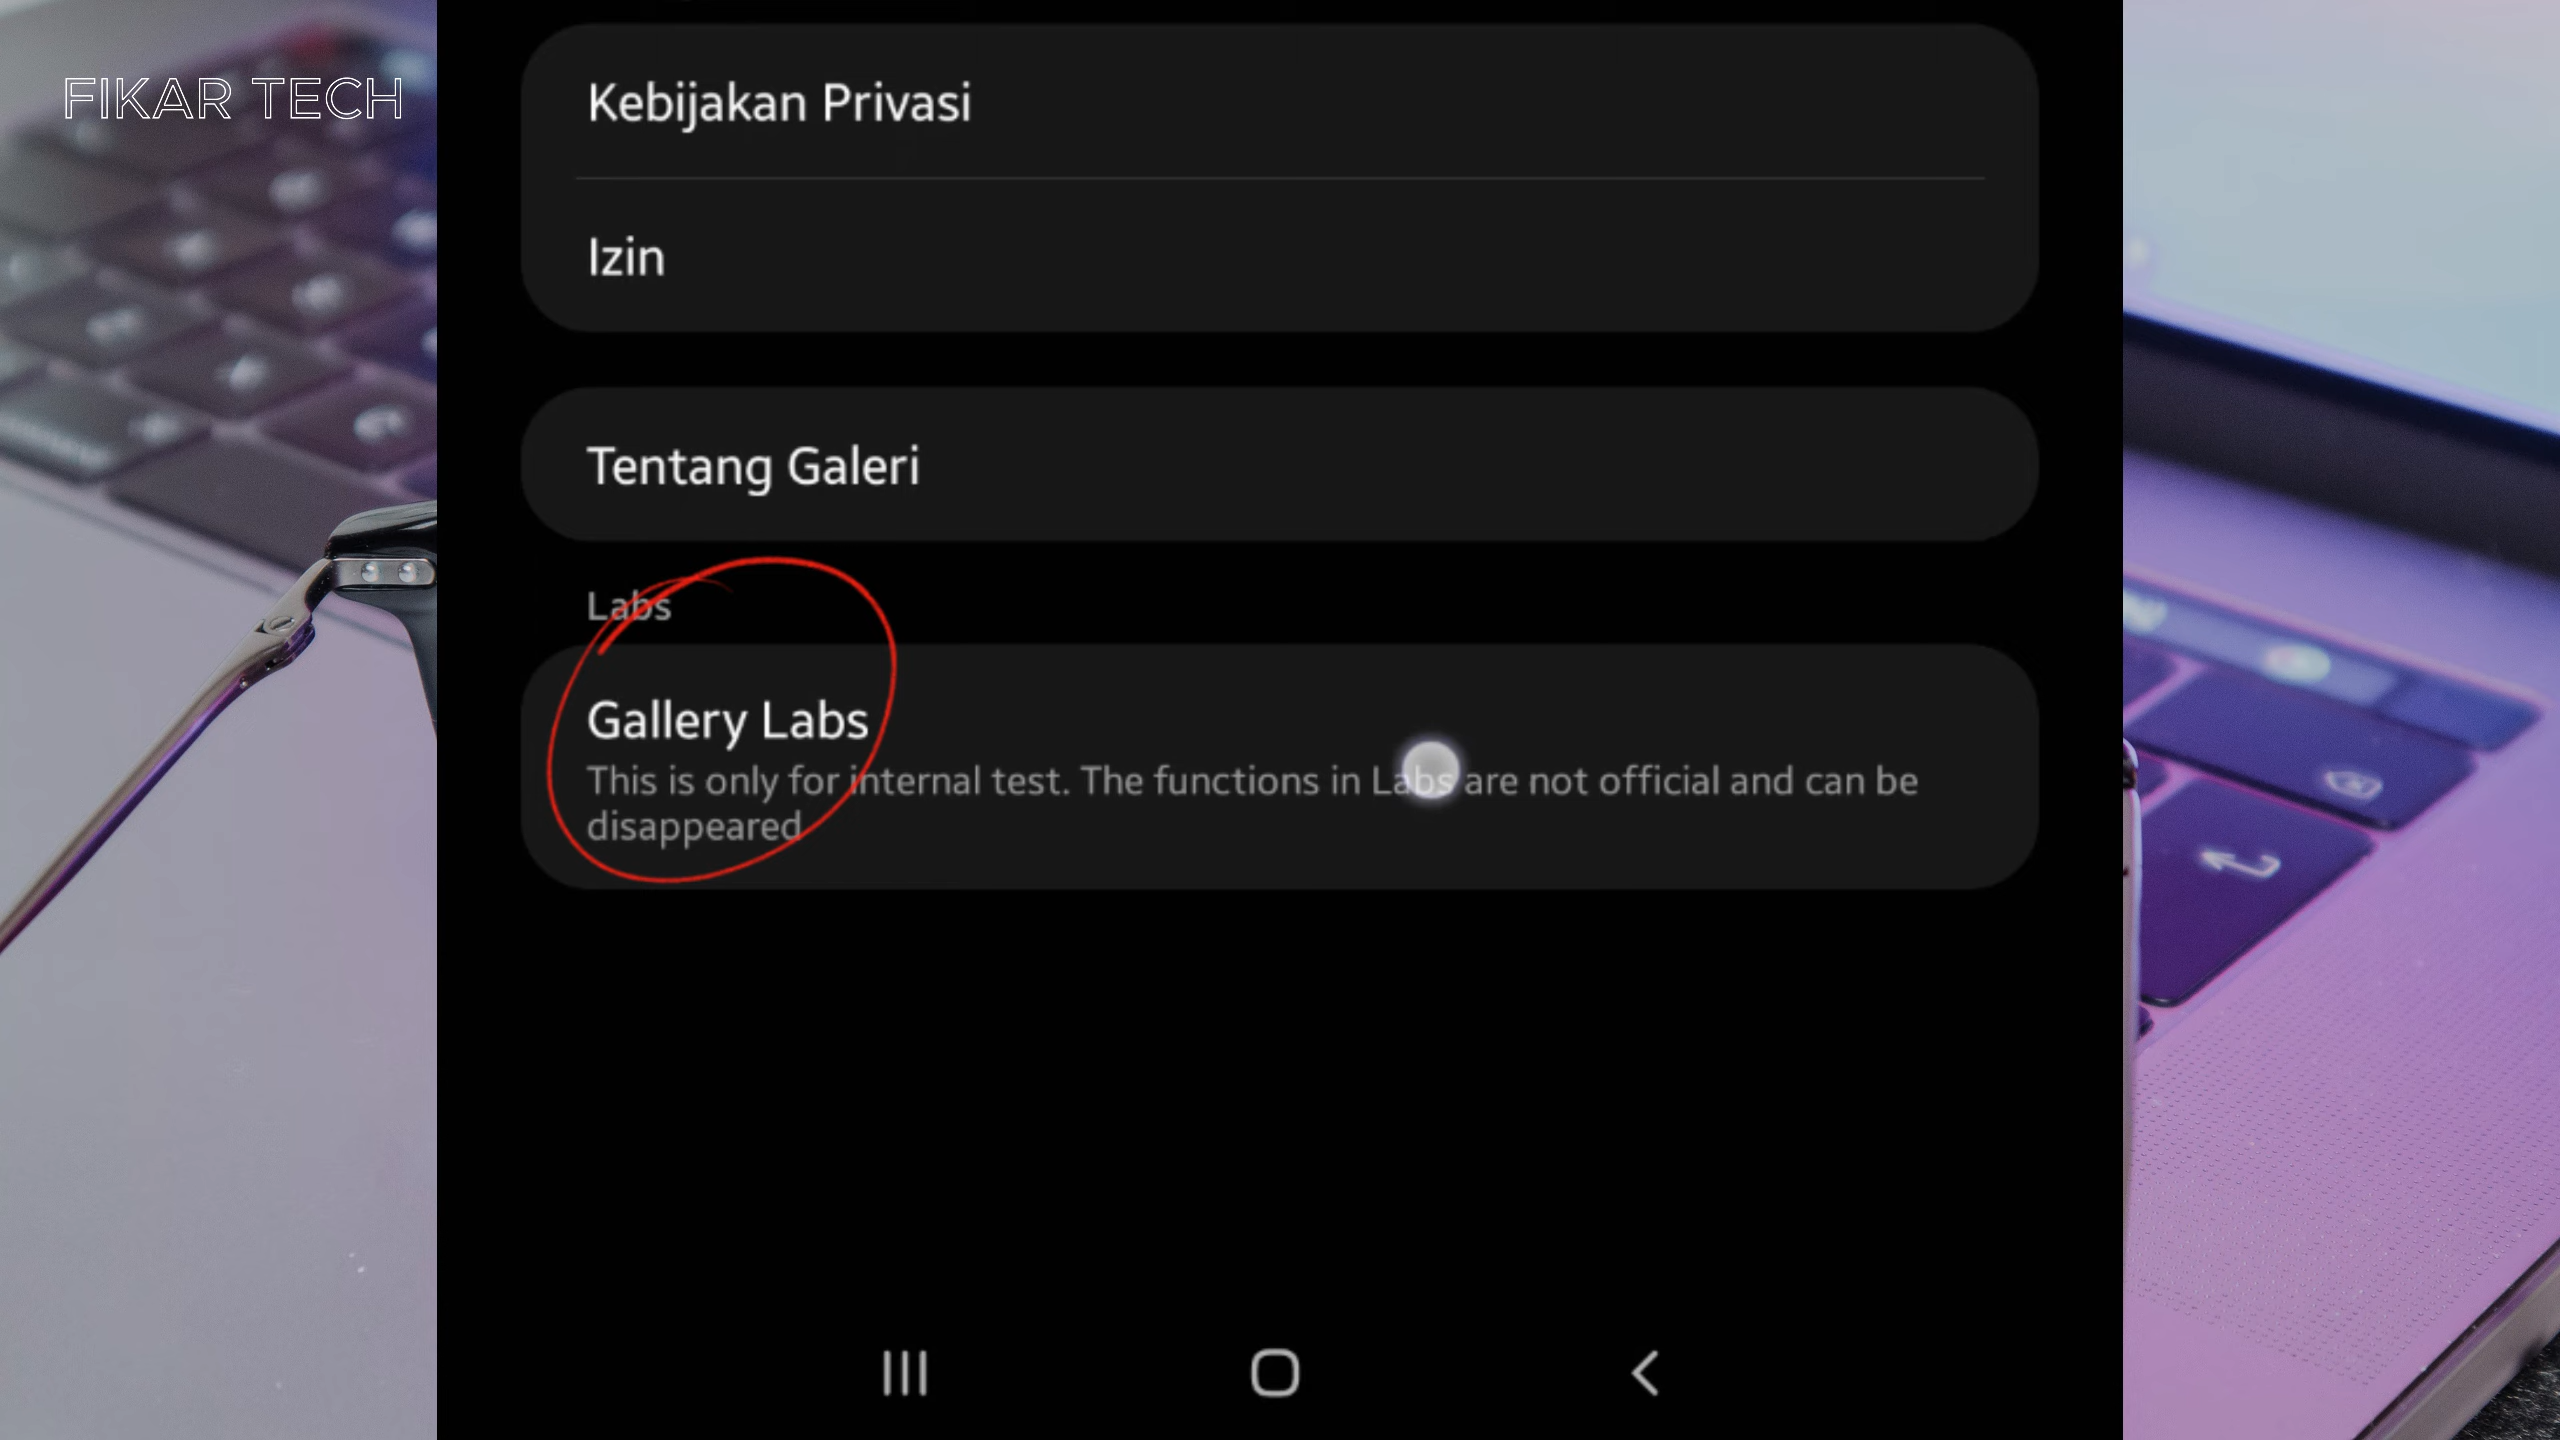 FIKAR TECH
Kebijakan Privasi
Izin
Tentang Galeri
Labs
Gallery Labs
This is only for internal test. The functions in Labs are not official and can be
disappeared